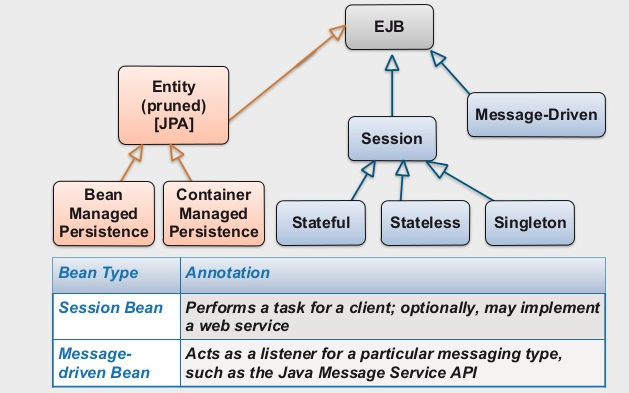 EJB
Entity
(pruned)
[JPA]
Message-Driven
Session
Bean
Managed
Persistence
Container
Managed
Persistence
Stateful
Stateless
Singleton
Bean Type
Annotation
Session Bean
Performs a task for a client; optionally, may implement
a web service
Message-
driven Bean
Acts as a listener for a particular messaging type,
such as the Java Message Service API